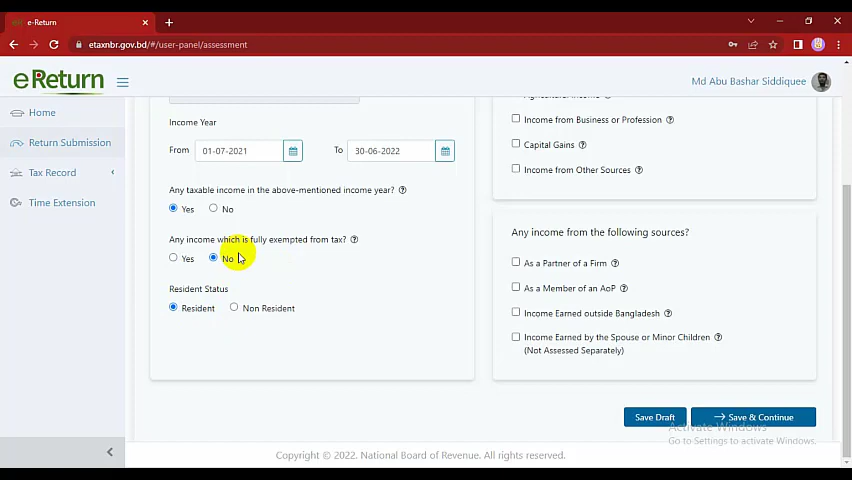 e-Return
etaxnbr.gov.bd/#/user-panel/assessment
eReturn
Md Abu Bashar Siddiquee
Home
Return Submission
Tax Record
Time Extension
Income Year
From 01-07-2021 To 30-06-2022
Any taxable income in the above-mentioned income year?
Yes No
Any income which is fully exempted from tax?
Yes No
Resident Status
Resident Non Resident
Income from Business or Profession
Capital Gains
Income from Other Sources
Any income from the following sources?
As a Partner of a Firm
As a Member of an AoP
Income Earned outside Bangladesh
Income Earned by the Spouse or Minor Children
(Not Assessed Separately)
Save Draft
Save & Continue
Activate Windows
Go to Settings to activate Windows.
Copyright © 2022. National Board of Revenue. All rights reserved.